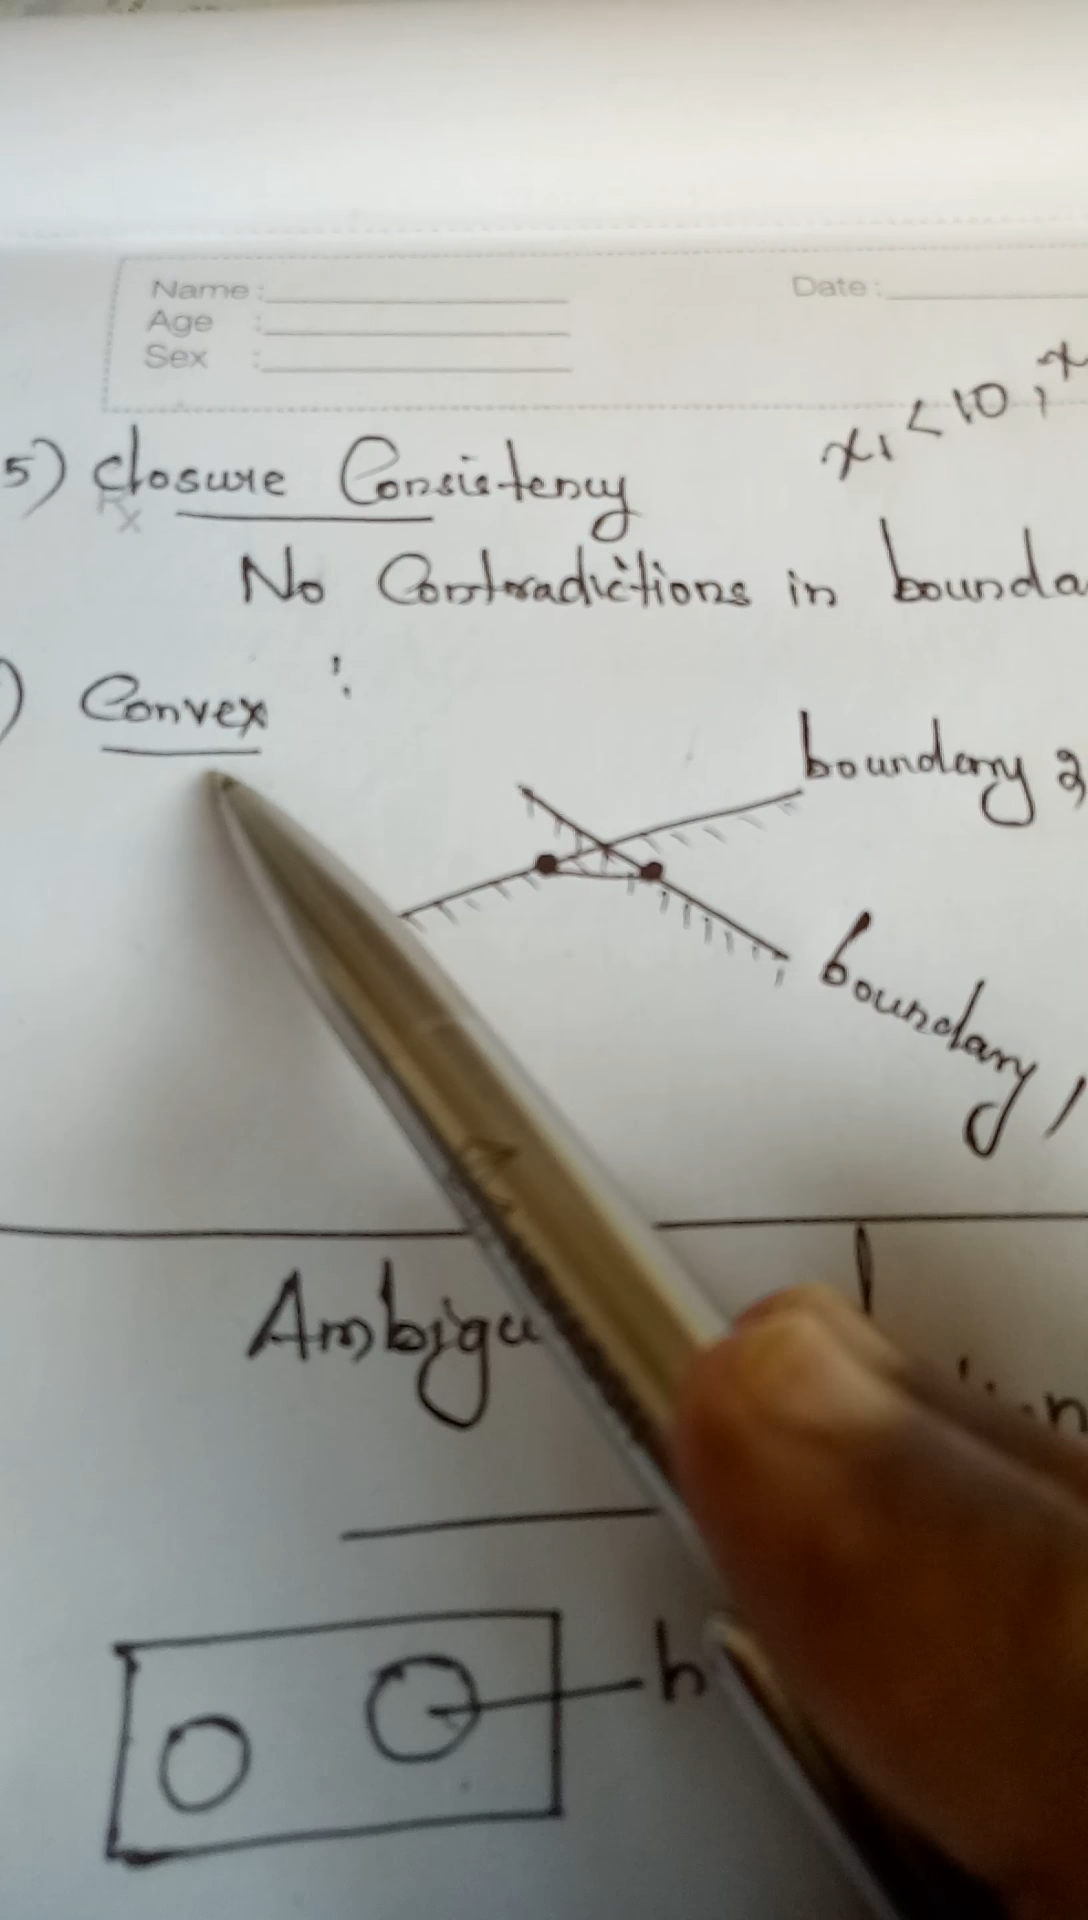 Name :
Date :
Age :
Sex :
x₁ < 10 , x
5) Closure Consistency
Rx
No Contradictions in bounda
) Convex :
boundary 2
boundary 1
Ambigu
h